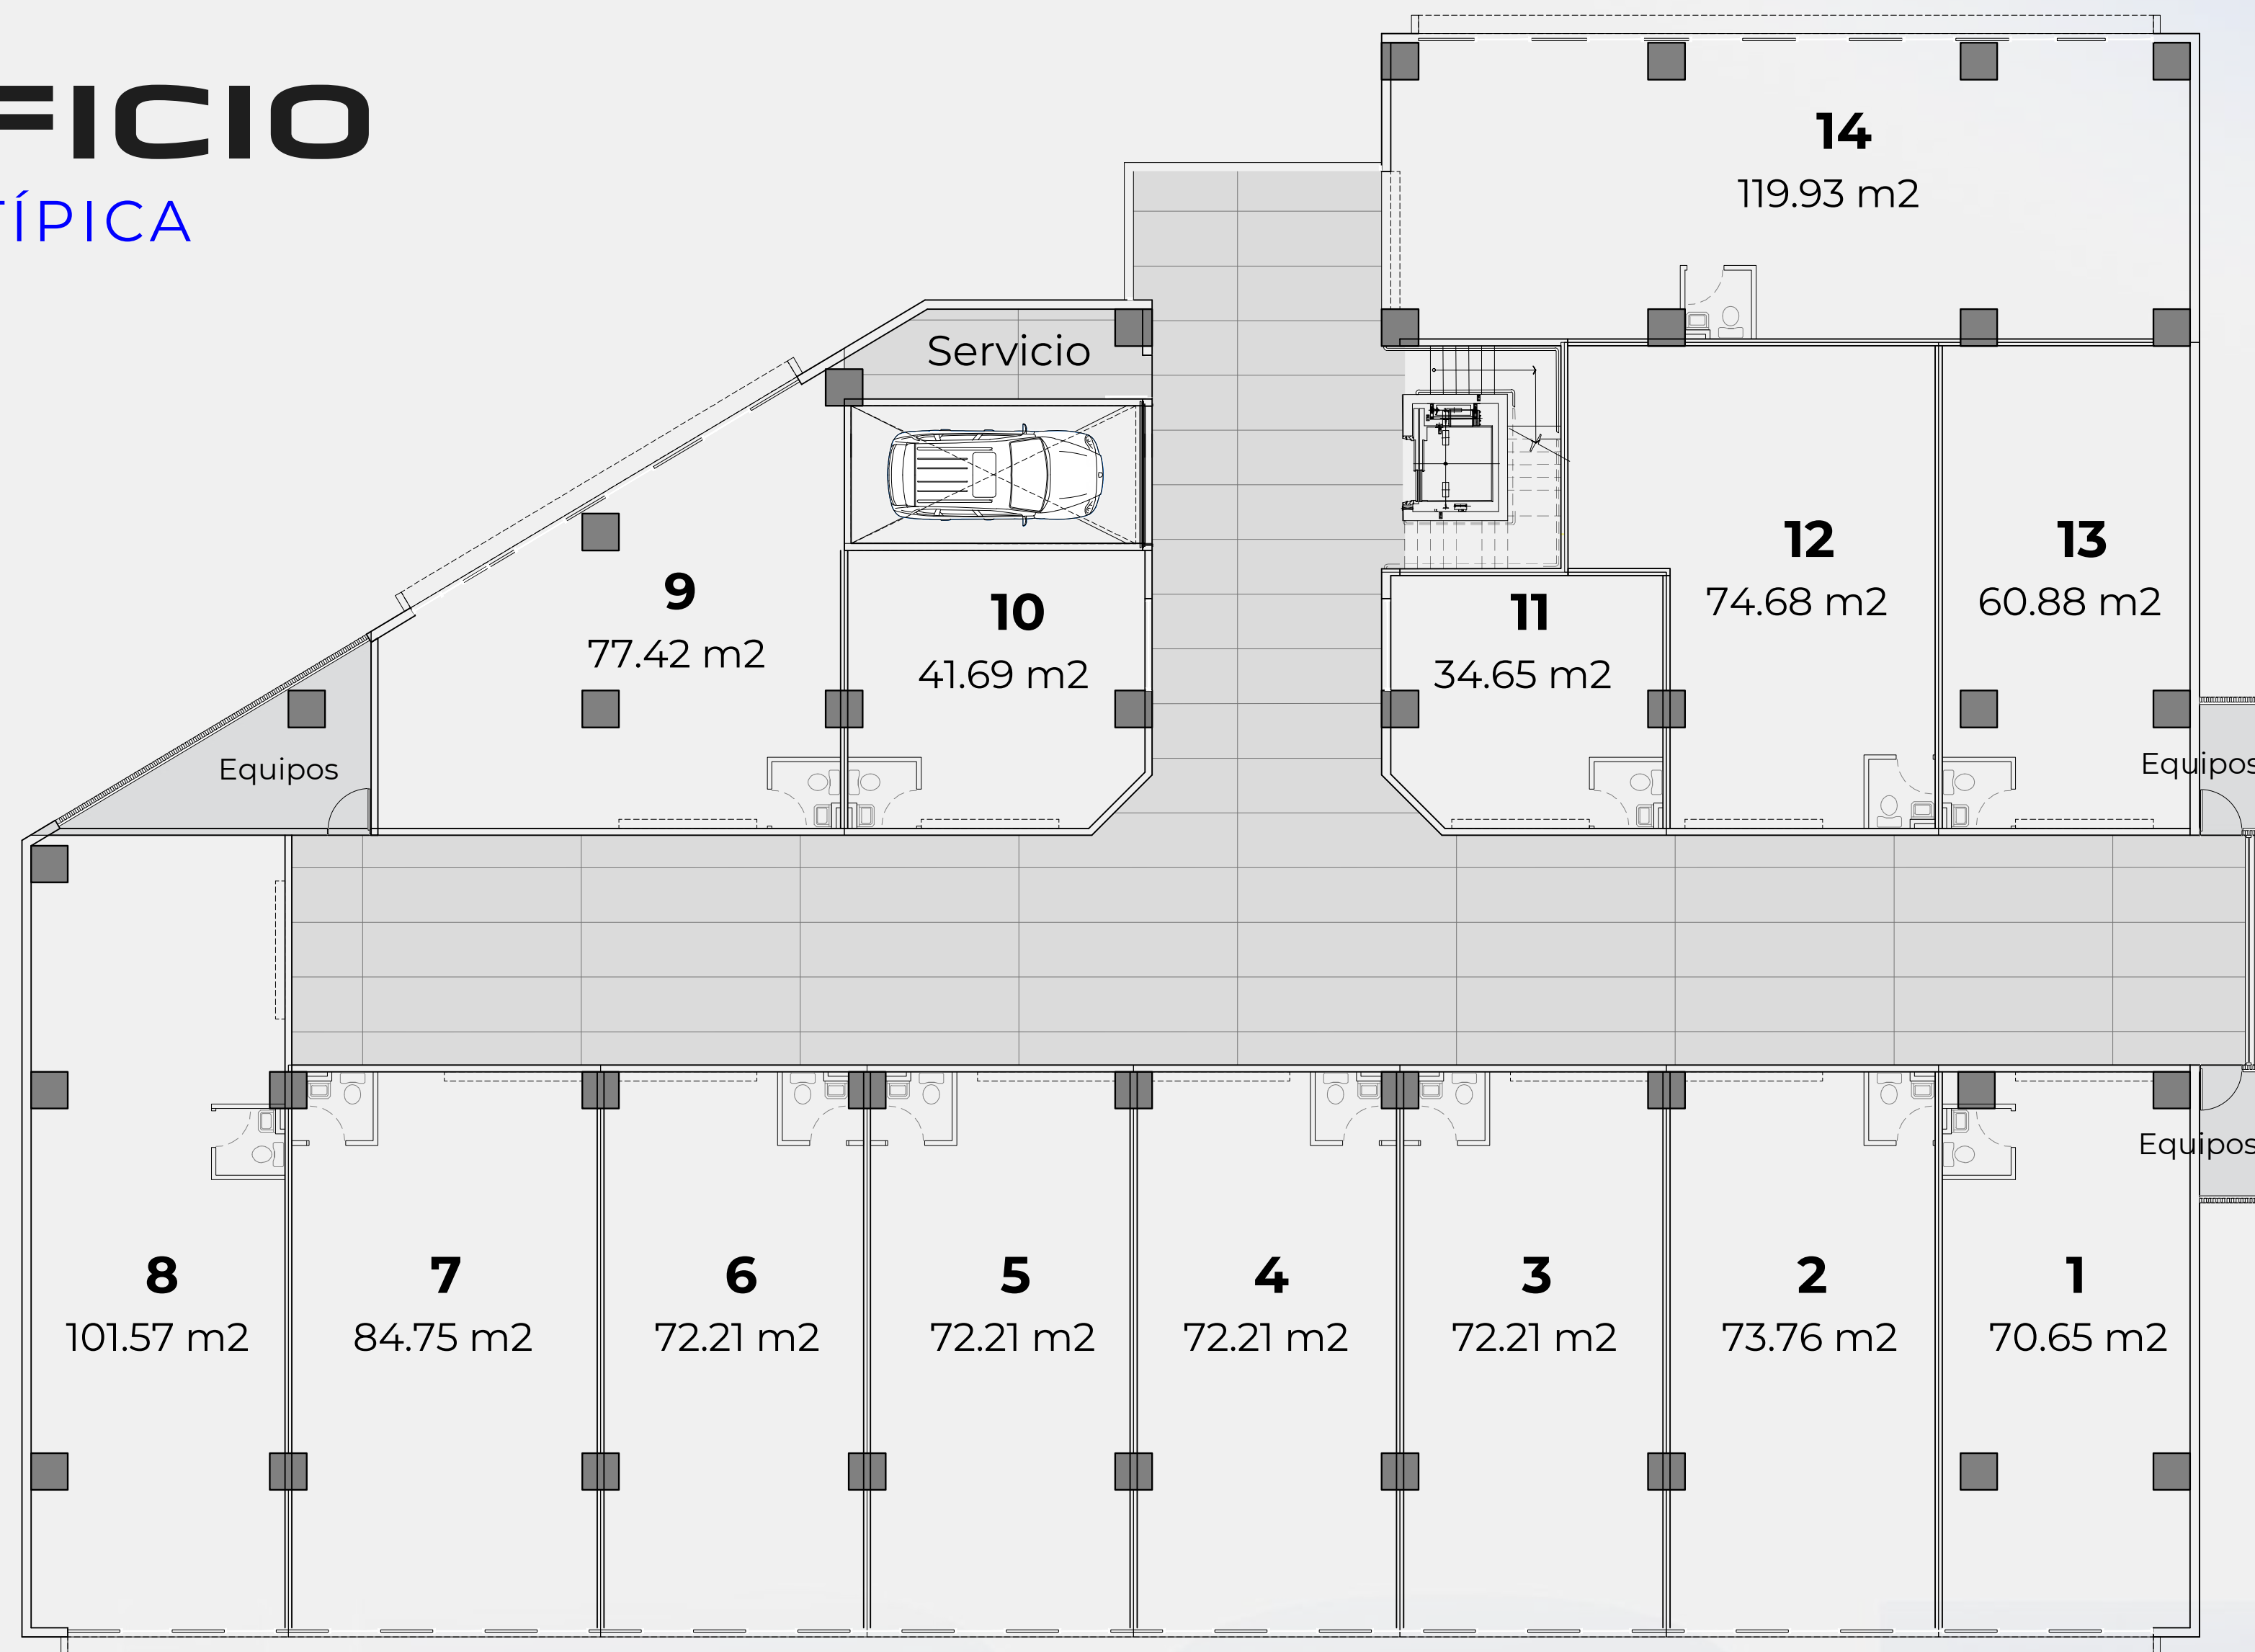 FICIO
TÍPICA
14
119.93 m2
Servicio
12
74.68 m2
13
60.88 m2
9
77.42 m2
10
41.69 m2
11
34.65 m2
Equipos
Equipos
Equipos
8
101.57 m2
7
84.75 m2
6
72.21 m2
5
72.21 m2
4
72.21 m2
3
72.21 m2
2
73.76 m2
1
70.65 m2